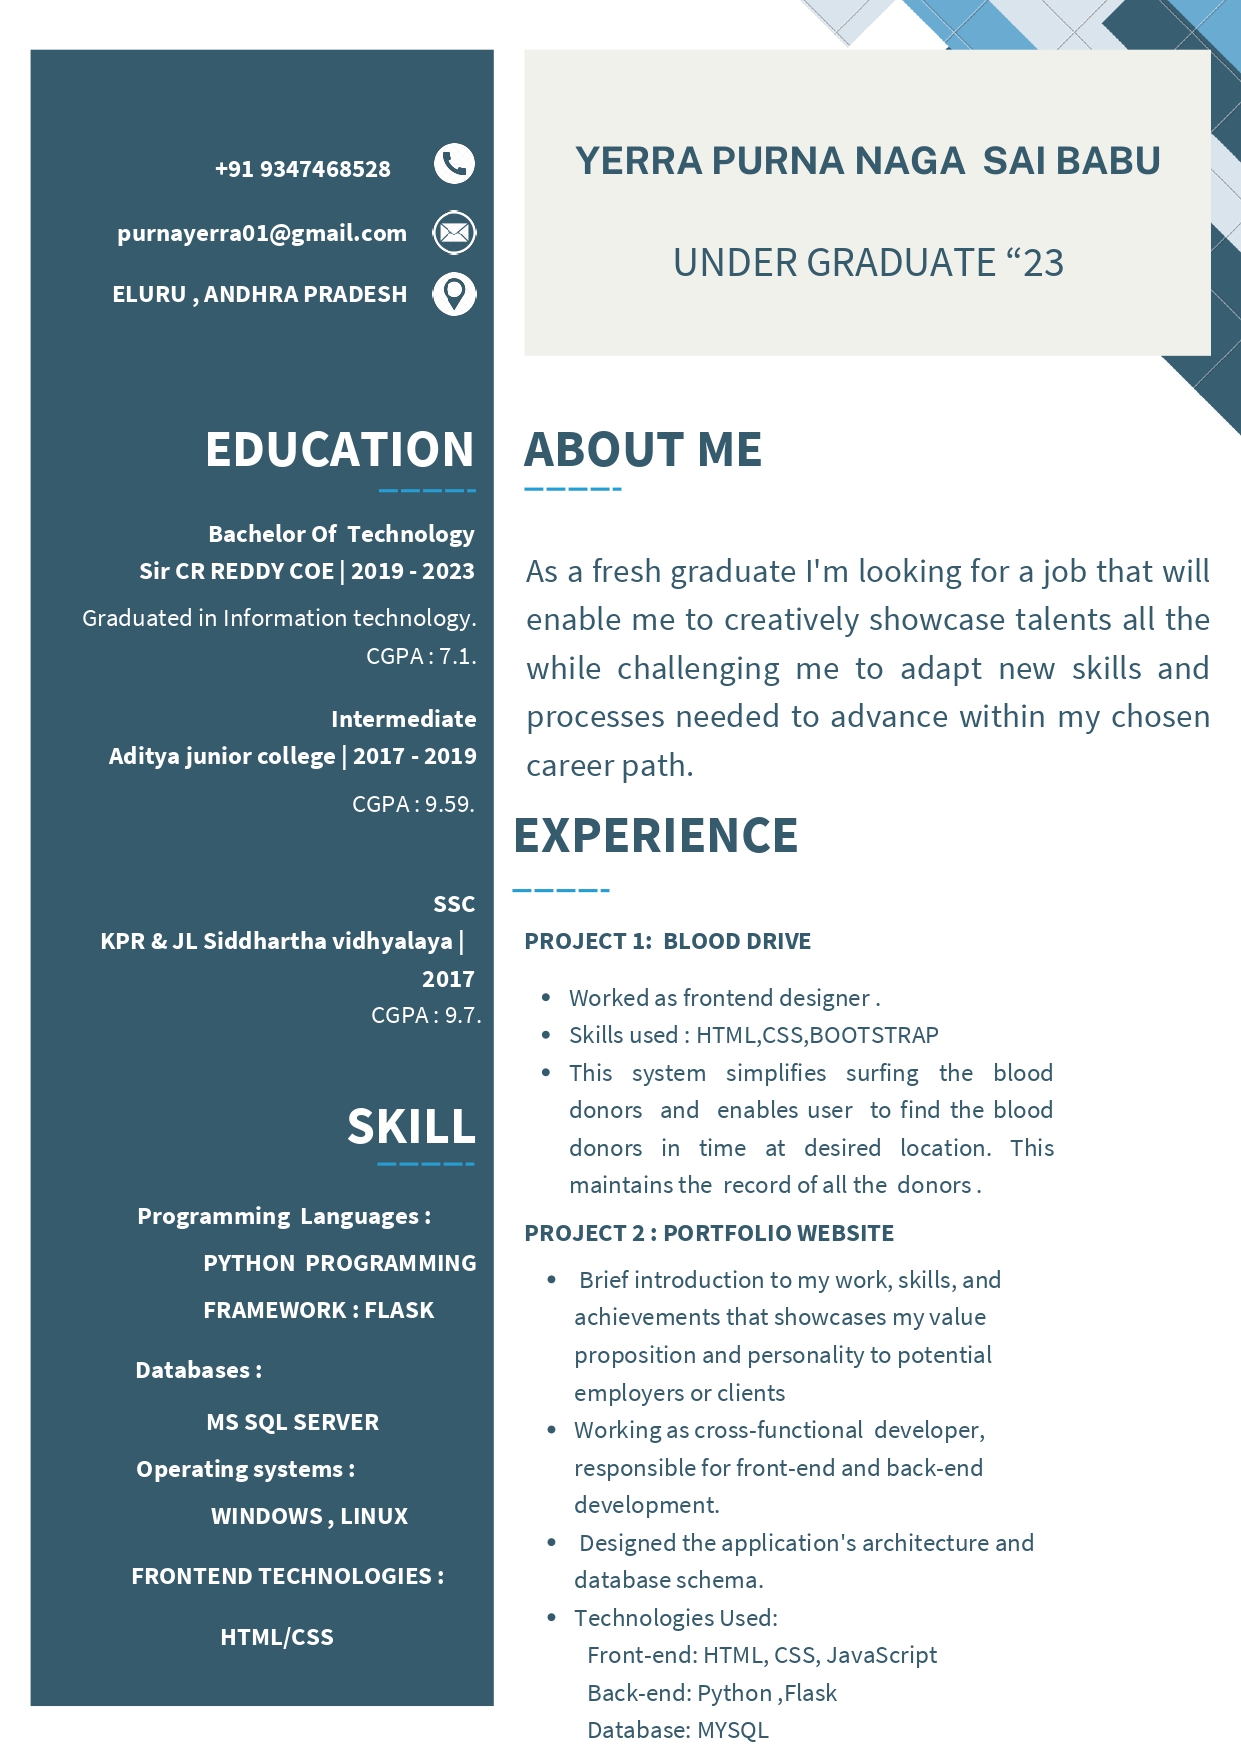 +91 9347468528
purnayerra01@gmail.com
ELURU , ANDHRA PRADESH
EDUCATION
Bachelor Of Technology
Sir CR REDDY COE | 2019 - 2023
Graduated in Information technology.
CGPA : 7.1.
Intermediate
Aditya junior college | 2017 - 2019
CGPA : 9.59.
SSC
KPR & JL Siddhartha vidhyalaya |
2017
CGPA : 9.7.
SKILL
Programming Languages :
PYTHON PROGRAMMING
FRAMEWORK : FLASK
Databases :
MS SQL SERVER
Operating systems :
WINDOWS , LINUX
FRONTEND TECHNOLOGIES :
HTML/CSS
YERRA PURNA NAGA SAI BABU
UNDER GRADUATE “23
ABOUT ME
As a fresh graduate I'm looking for a job that will
enable me to creatively showcase talents all the
while challenging me to adapt new skills and
processes needed to advance within my chosen
career path.
EXPERIENCE
PROJECT 1: BLOOD DRIVE
• Worked as frontend designer .
• Skills used : HTML,CSS,BOOTSTRAP
• This system simplifies surfing the blood
donors and enables user to find the blood
donors in time at desired location. This
maintains the record of all the donors .
PROJECT 2 : PORTFOLIO WEBSITE
• Brief introduction to my work, skills, and
achievements that showcases my value
proposition and personality to potential
employers or clients
• Working as cross-functional developer,
responsible for front-end and back-end
development.
• Designed the application's architecture and
database schema.
• Technologies Used:
Front-end: HTML, CSS, JavaScript
Back-end: Python ,Flask
Database: MYSQL